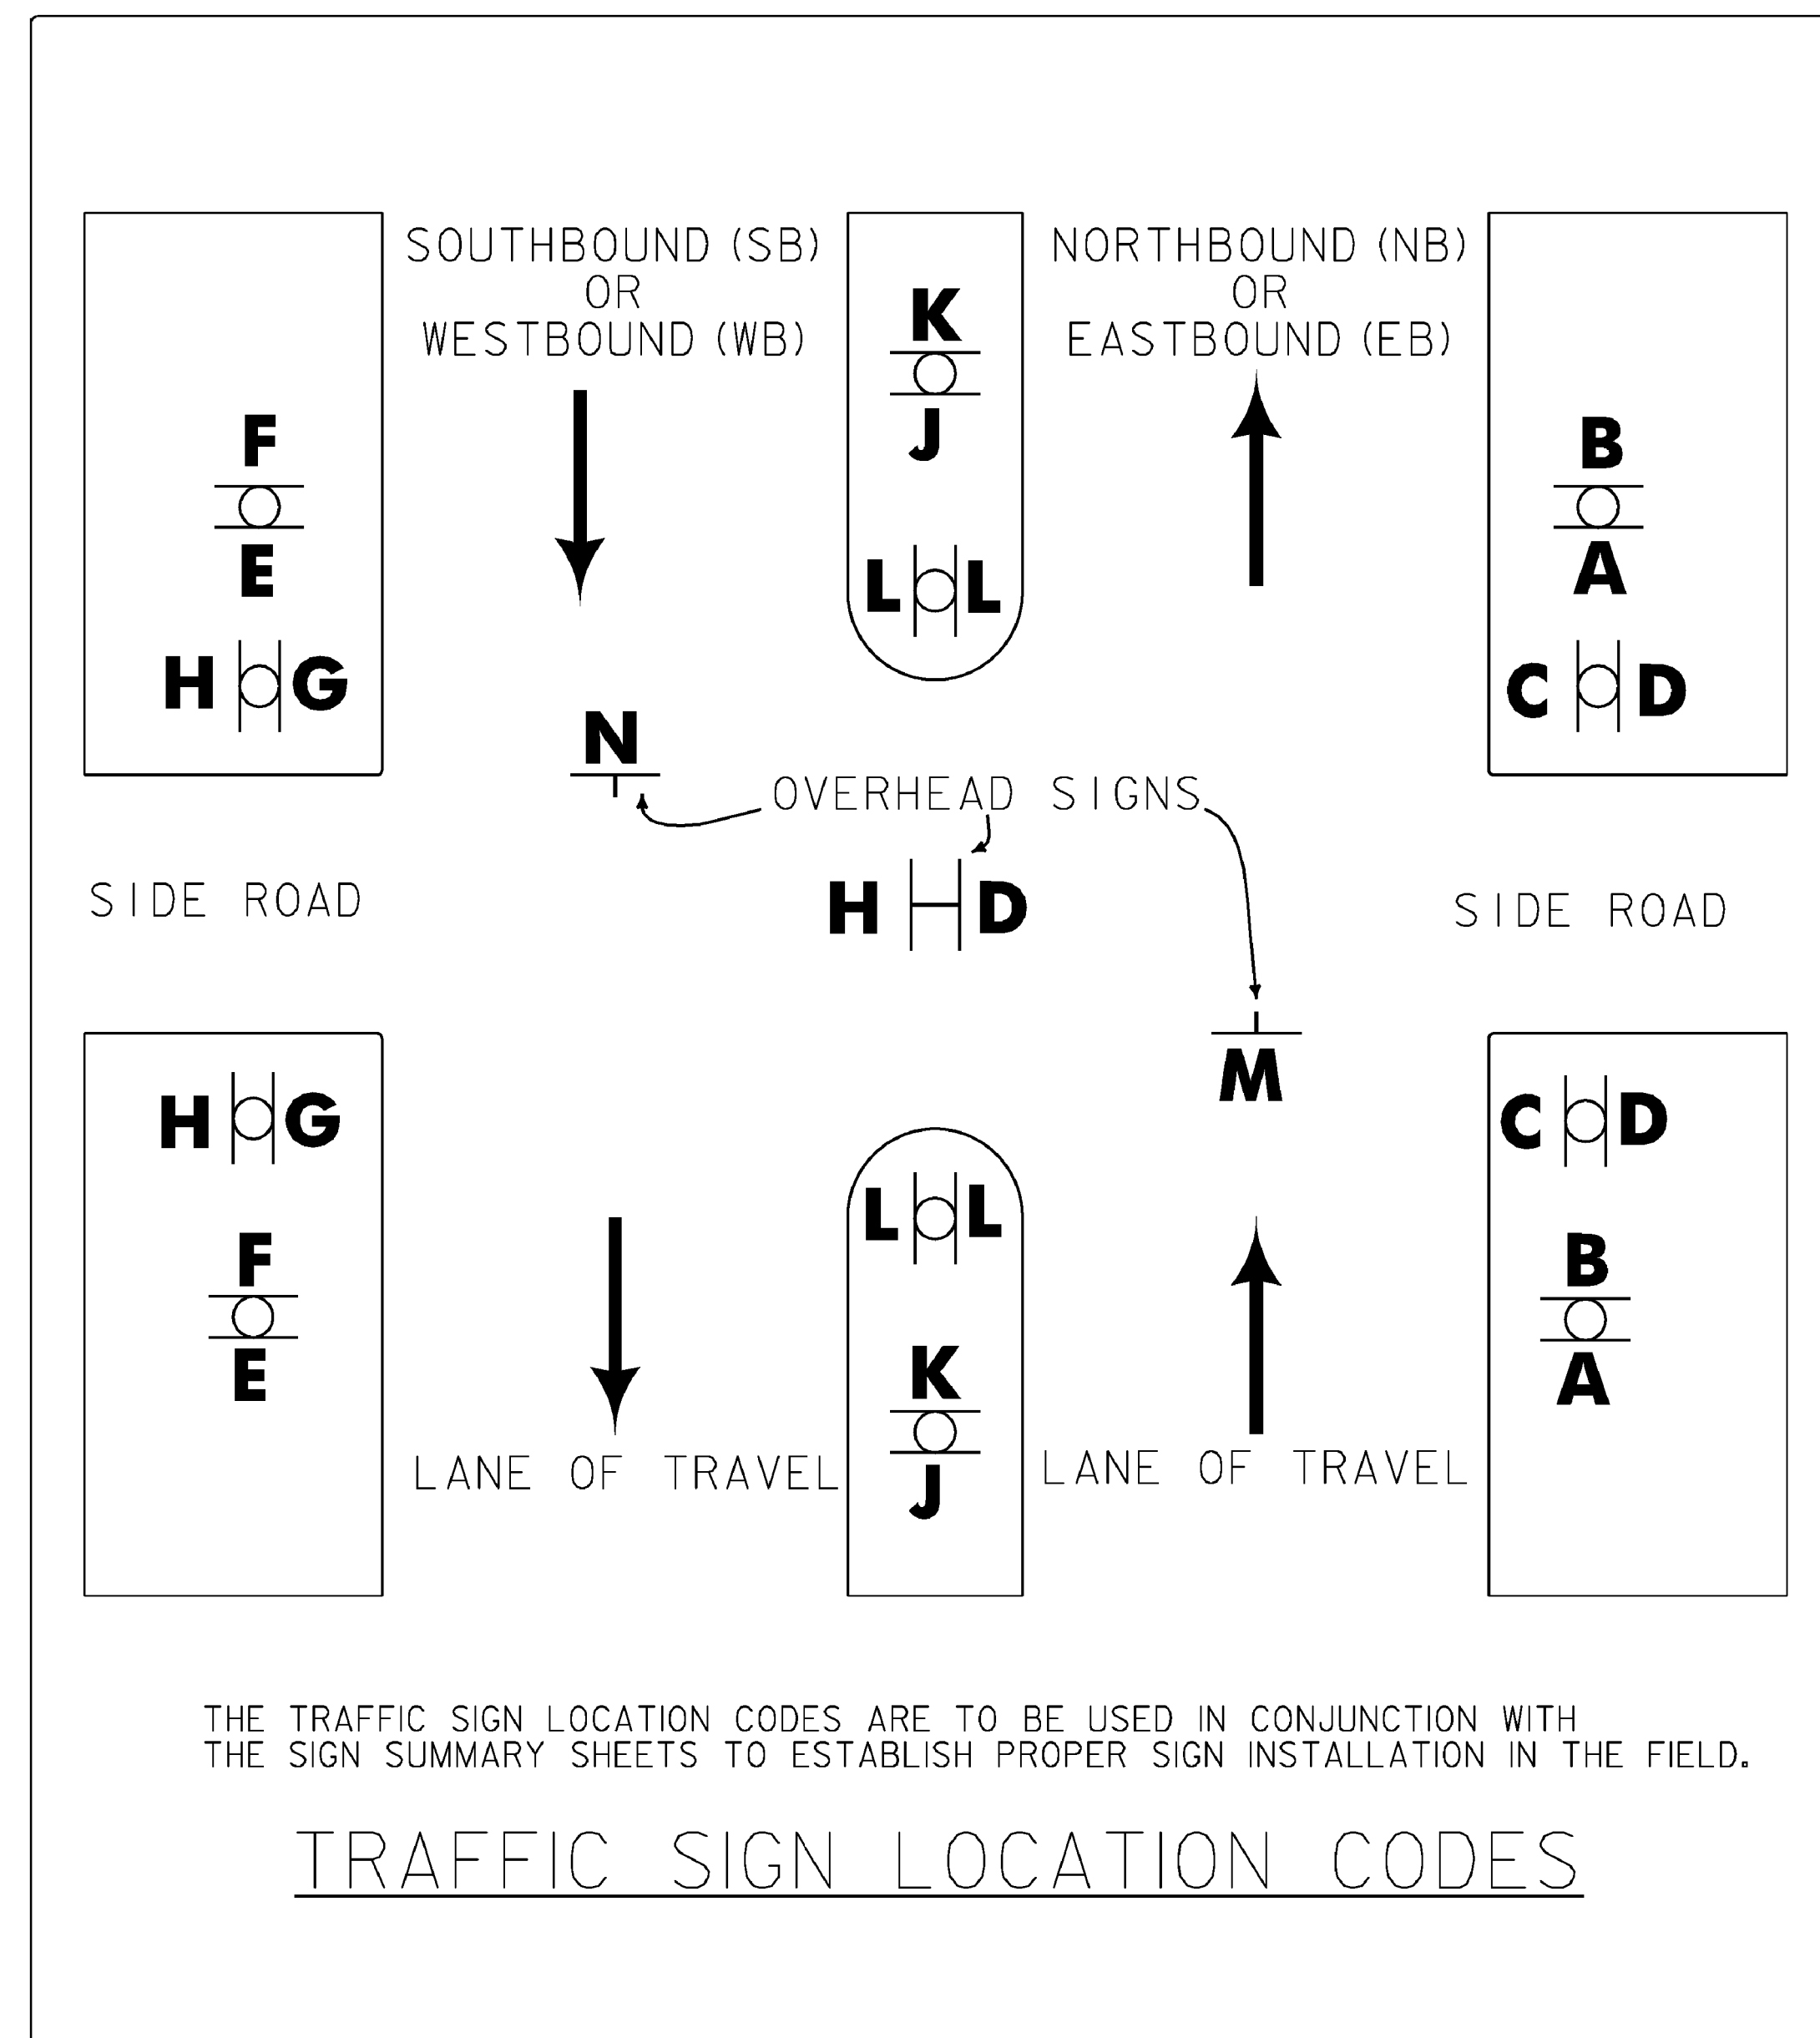 SOUTHBOUND (SB)
OR
WESTBOUND (WB)
NORTHBOUND (NB)
OR
EASTBOUND (EB)
K
J
F
E
B
A
L L
H G
C D
N
OVERHEAD SIGNS
SIDE ROAD
H D
SIDE ROAD
M
H G
C D
L L
F
E
B
A
K
J
LANE OF TRAVEL
LANE OF TRAVEL
THE TRAFFIC SIGN LOCATION CODES ARE TO BE USED IN CONJUNCTION WITH
THE SIGN SUMMARY SHEETS TO ESTABLISH PROPER SIGN INSTALLATION IN THE FIELD.
TRAFFIC SIGN LOCATION CODES